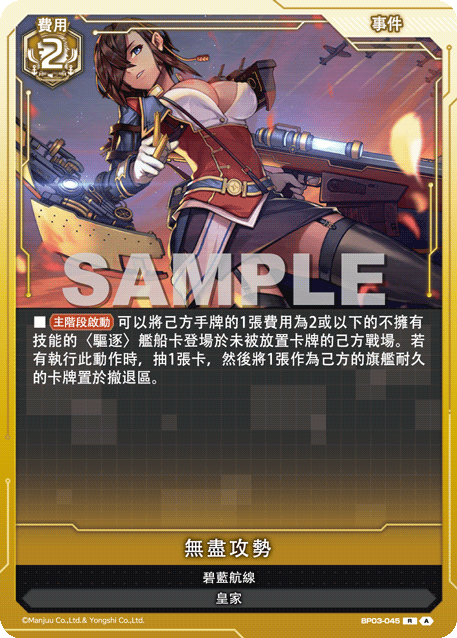 費用
2
事件
SAMPLE
■ 主階段啟動 可以將己方手牌的1張費用為2或以下的不擁有
技能的〈驅逐〉艦船卡登場於未被放置卡牌的己方戰場。若
有執行此動作時，抽1張卡，然後將1張作為己方的旗艦耐久
的卡牌置於撤退區。
無盡攻勢
碧藍航線
皇家
©Manjuu Co.,Ltd.& Yongshi Co.,Ltd. BP03-045 R A